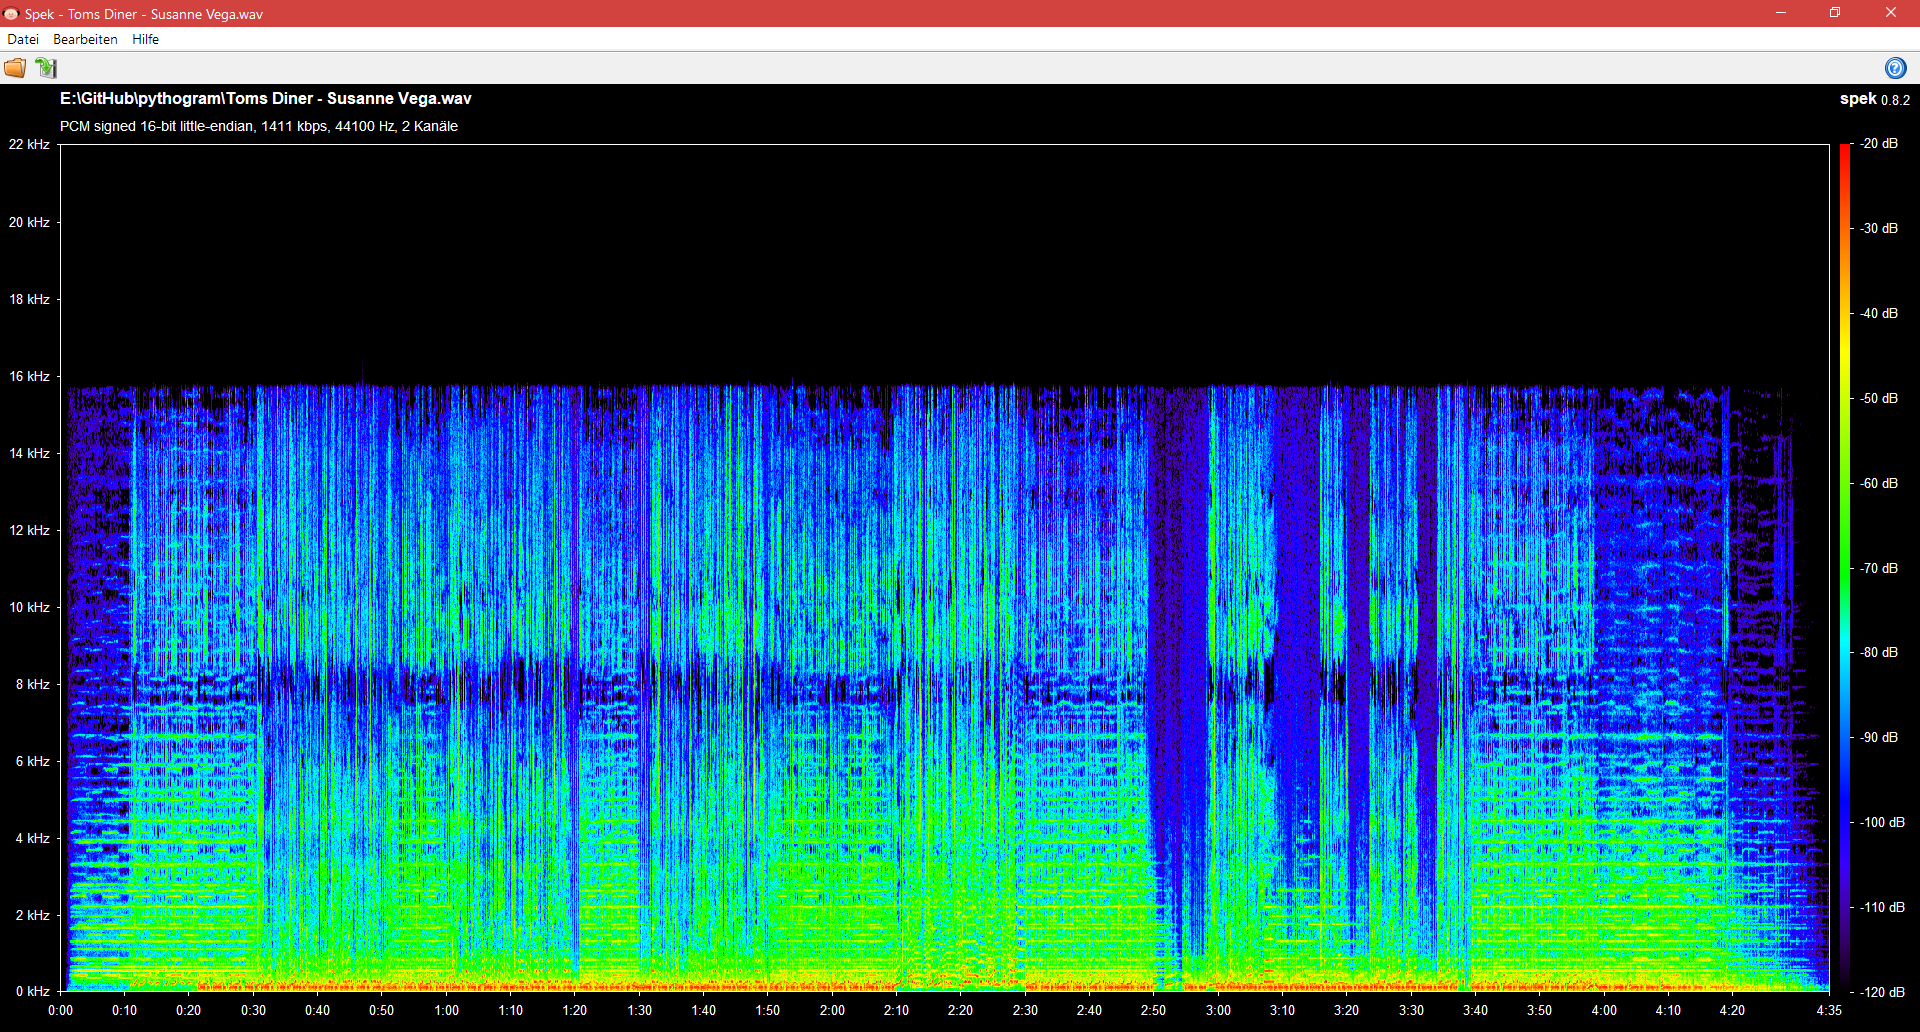 Spek - Toms Diner - Susanne Vega.wav
Datei Bearbeiten Hilfe
E:\GitHub\pythogram\Toms Diner - Susanne Vega.wav
spek 0.8.2
PCM signed 16-bit little-endian, 1411 kbps, 44100 Hz, 2 Kanäle
22 kHz
20 kHz
18 kHz
16 kHz
14 kHz
12 kHz
10 kHz
8 kHz
6 kHz
4 kHz
2 kHz
0 kHz
-20 dB
-30 dB
-40 dB
-50 dB
-60 dB
-70 dB
-80 dB
-90 dB
-100 dB
-110 dB
-120 dB
0:00 0:10 0:20 0:30 0:40 0:50 1:00 1:10 1:20 1:30 1:40 1:50 2:00 2:10 2:20 2:30 2:40 2:50 3:00 3:10 3:20 3:30 3:40 3:50 4:00 4:10 4:20 4:35